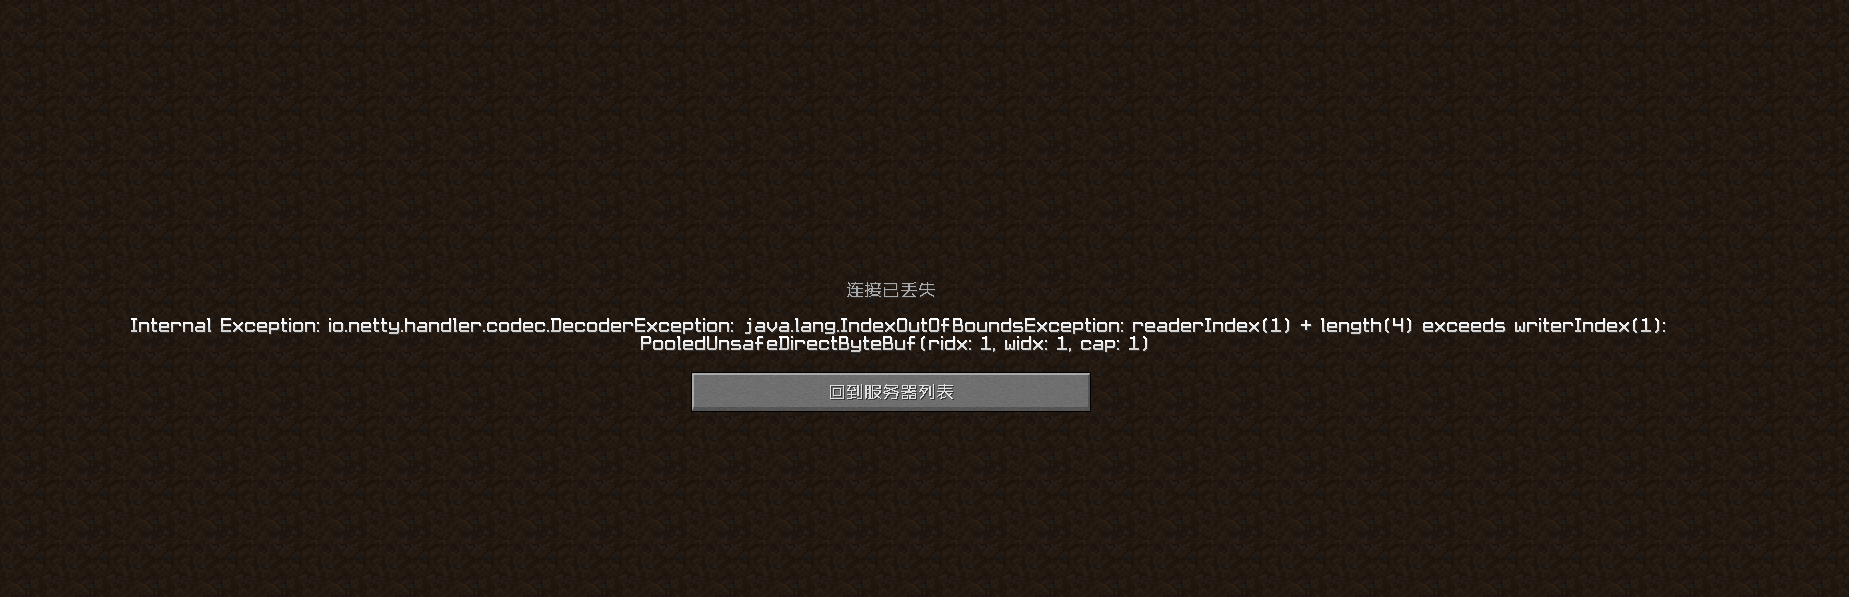 连接已丢失
Internal Exception: io.netty.handler.codec.DecoderException: java.lang.IndexOutOfBoundsException: readerIndex(1) + length(4) exceeds writerIndex(1):
PooledUnsafeDirectByteBuf(ridx: 1, widx: 1, cap: 1)
回到服务器列表